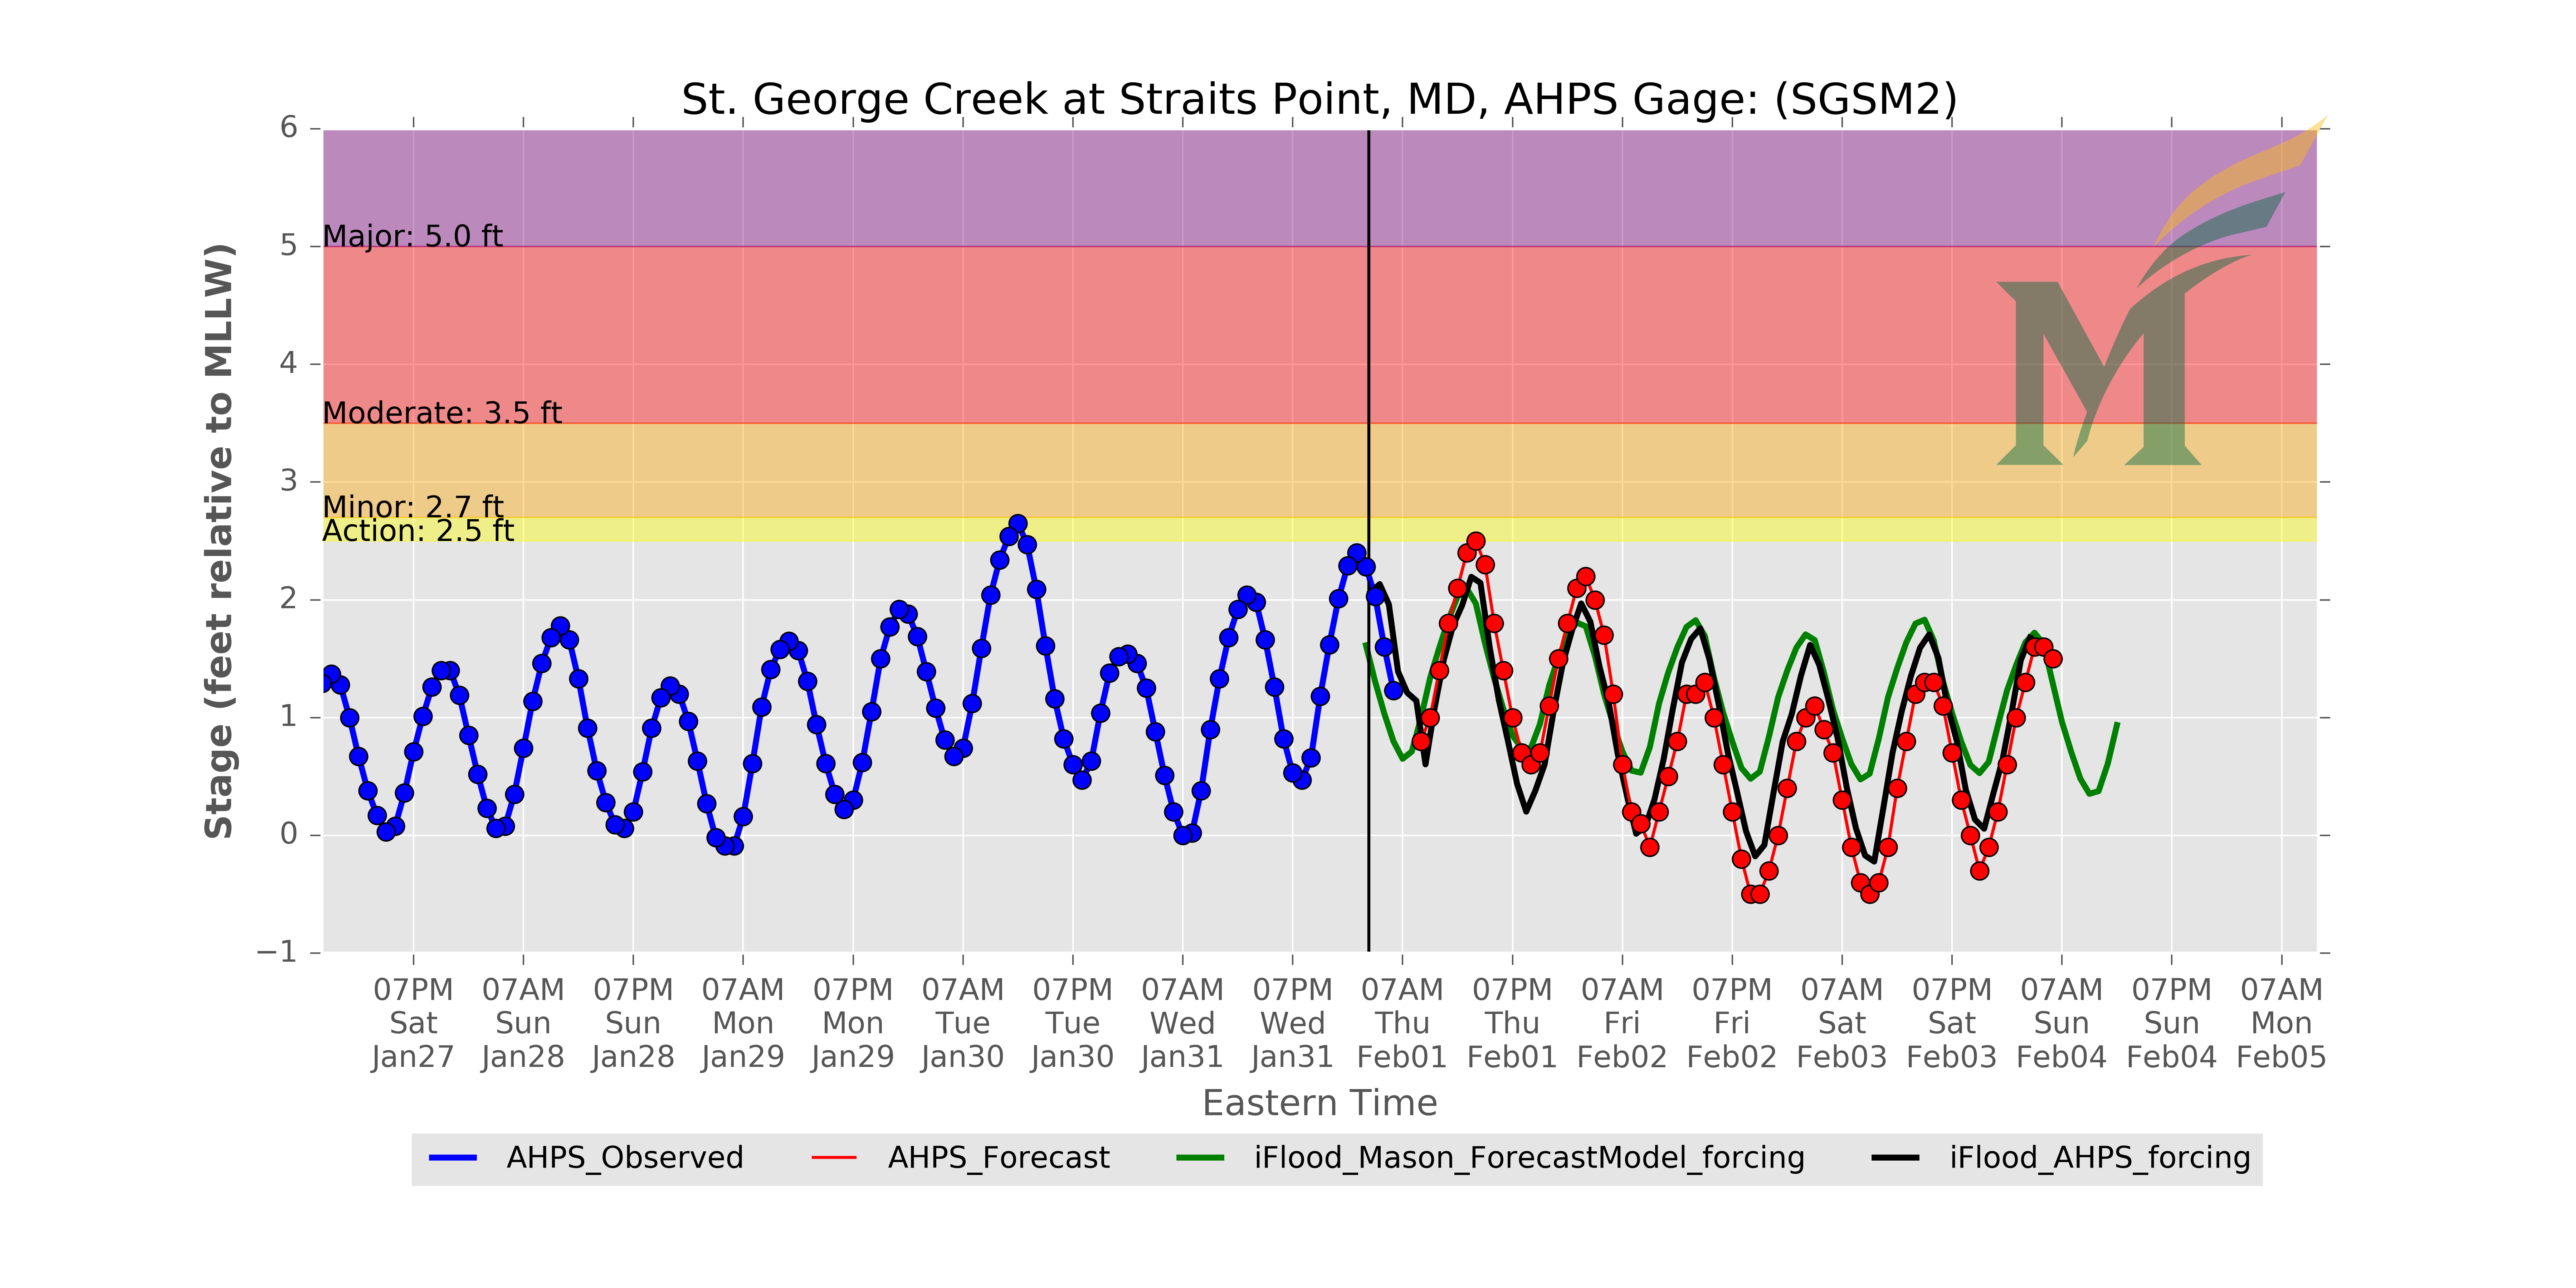 St. George Creek at Straits Point, MD, AHPS Gage: (SGSM2)
Stage (feet relative to MLLW)
6
5
4
3
2
1
0
−1
Major: 5.0 ft
Moderate: 3.5 ft
Minor: 2.7 ft
Action: 2.5 ft
M
07PM 07AM 07PM 07AM 07PM 07AM 07PM 07AM 07PM 07AM 07PM 07AM 07PM 07AM 07PM 07AM 07PM 07AM
Sat Sun Sun Mon Mon Tue Tue Wed Wed Thu Thu Fri Fri Sat Sat Sun Sun Mon
Jan27 Jan28 Jan28 Jan29 Jan29 Jan30 Jan30 Jan31 Jan31 Feb01 Feb01 Feb02 Feb02 Feb03 Feb03 Feb04 Feb04 Feb05
Eastern Time
AHPS_Observed AHPS_Forecast iFlood_Mason_ForecastModel_forcing iFlood_AHPS_forcing